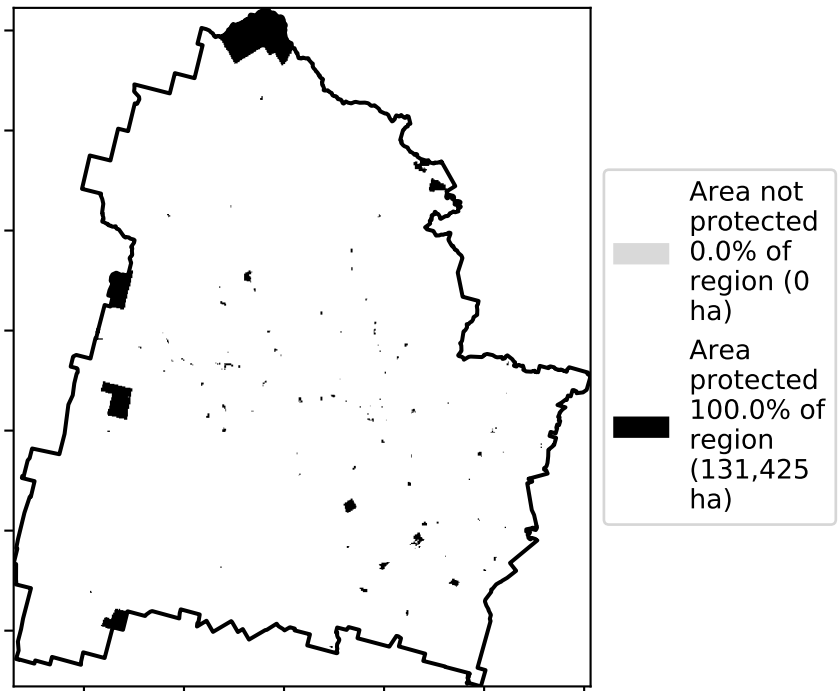 Area not
protected
0.0% of
region (0
ha)
Area
protected
100.0% of
region
(131,425
ha)